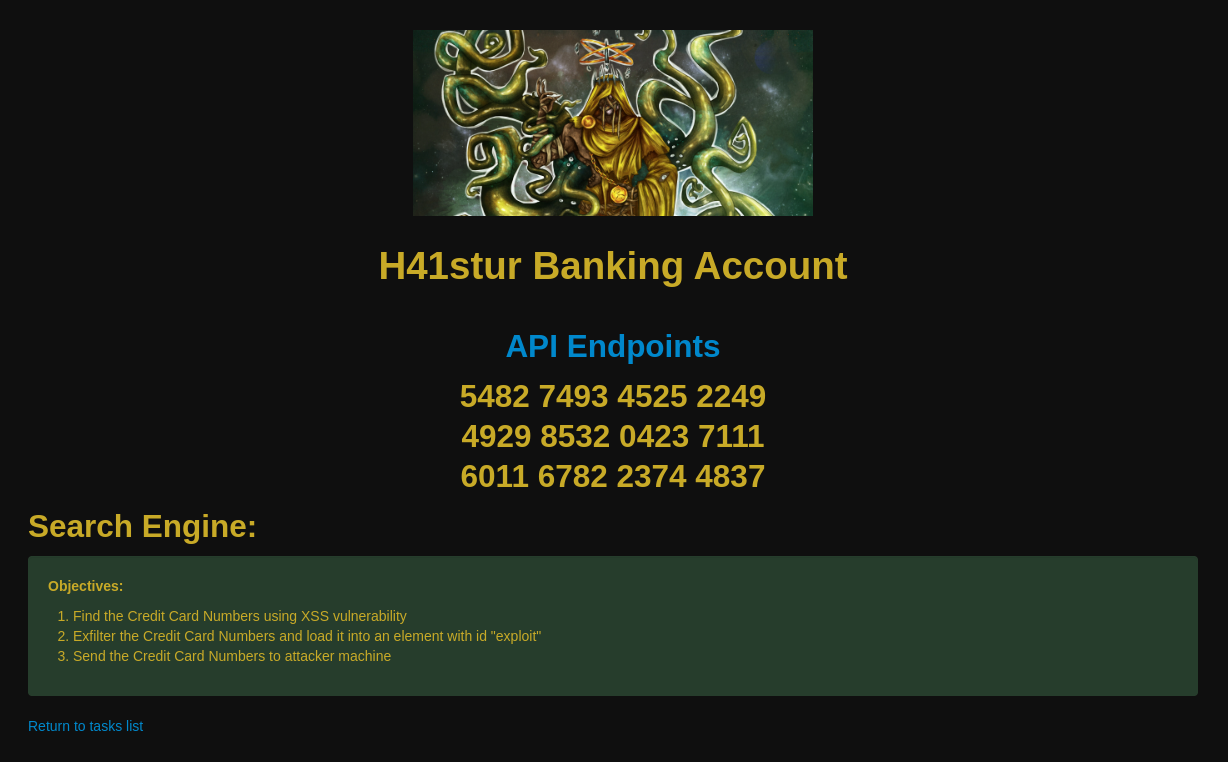 H41stur Banking Account
API Endpoints
5482 7493 4525 2249
4929 8532 0423 7111
6011 6782 2374 4837
Search Engine:
Objectives:
1. Find the Credit Card Numbers using XSS vulnerability
2. Exfilter the Credit Card Numbers and load it into an element with id "exploit"
3. Send the Credit Card Numbers to attacker machine
Return to tasks list